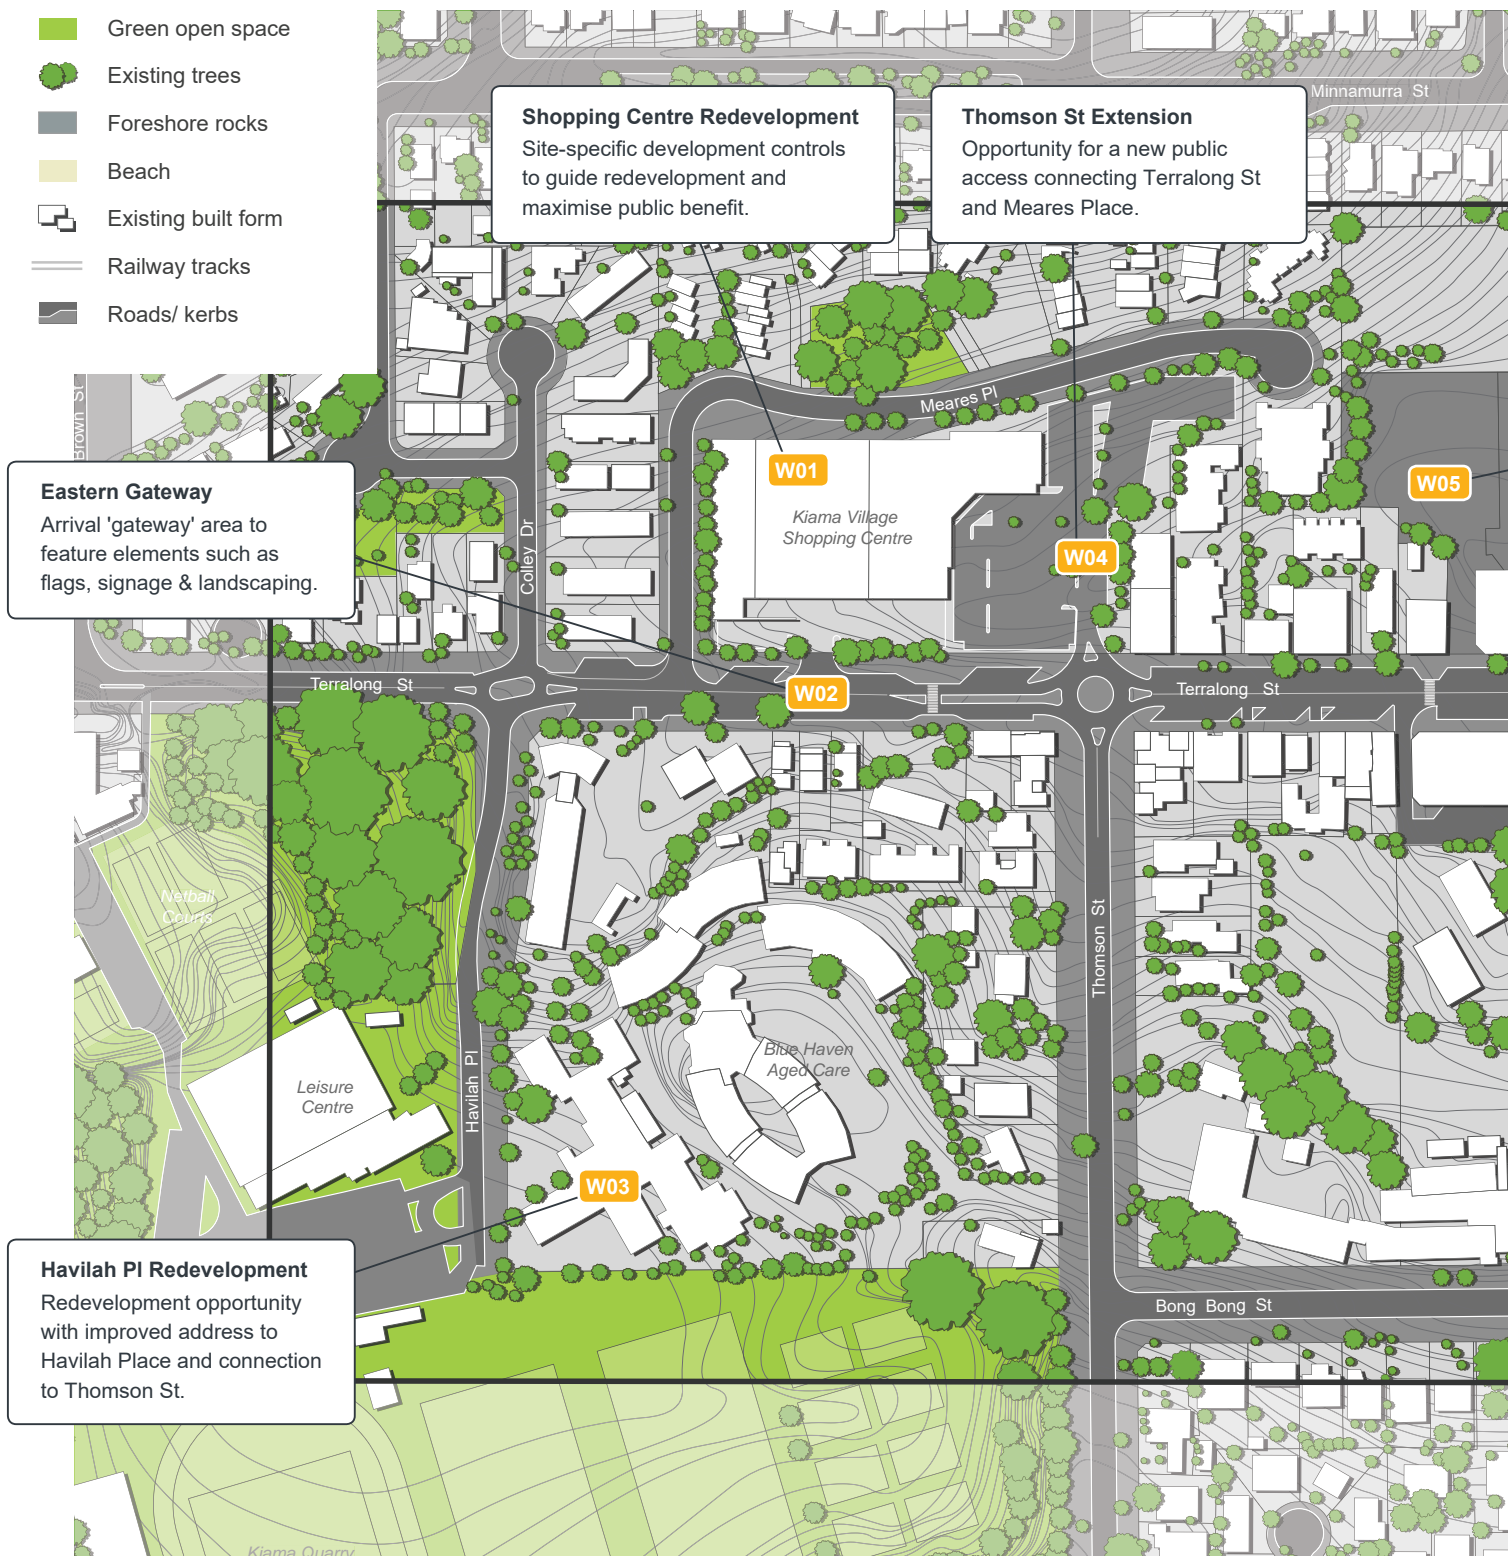 Green open space
Existing trees
Foreshore rocks
Beach
Existing built form
Railway tracks
Roads/ kerbs
Minnamurra St
Shopping Centre Redevelopment
Site-specific development controls
to guide redevelopment and
maximise public benefit.
Thomson St Extension
Opportunity for a new public
access connecting Terralong St
and Meares Place.
Brown St
Meares Pl
W01
W05
Eastern Gateway
Arrival 'gateway' area to
feature elements such as
flags, signage & landscaping.
Kiama Village
Shopping Centre
Colley Dr
W04
Terralong St
W02
Terralong St
Netball
Courts
Thomson St
Blue Haven
Aged Care
Leisure
Centre
Havilah Pl
W03
Havilah Pl Redevelopment
Redevelopment opportunity
with improved address to
Havilah Place and connection
to Thomson St.
Bong Bong St
Kiama Quarry